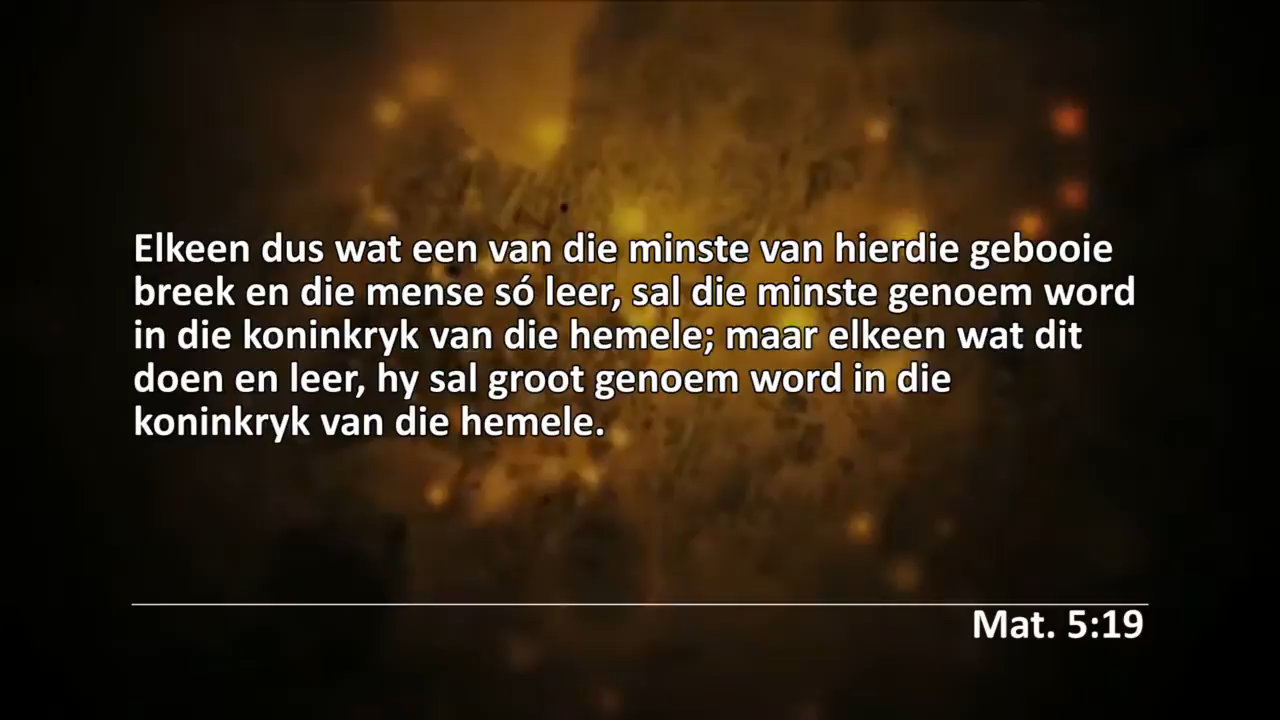 Elkeen dus wat een van die minste van hierdie gebooie
breek en die mense só leer, sal die minste genoem word
in die koninkryk van die hemele; maar elkeen wat dit
doen en leer, hy sal groot genoem word in die
koninkryk van die hemele.
Mat. 5:19